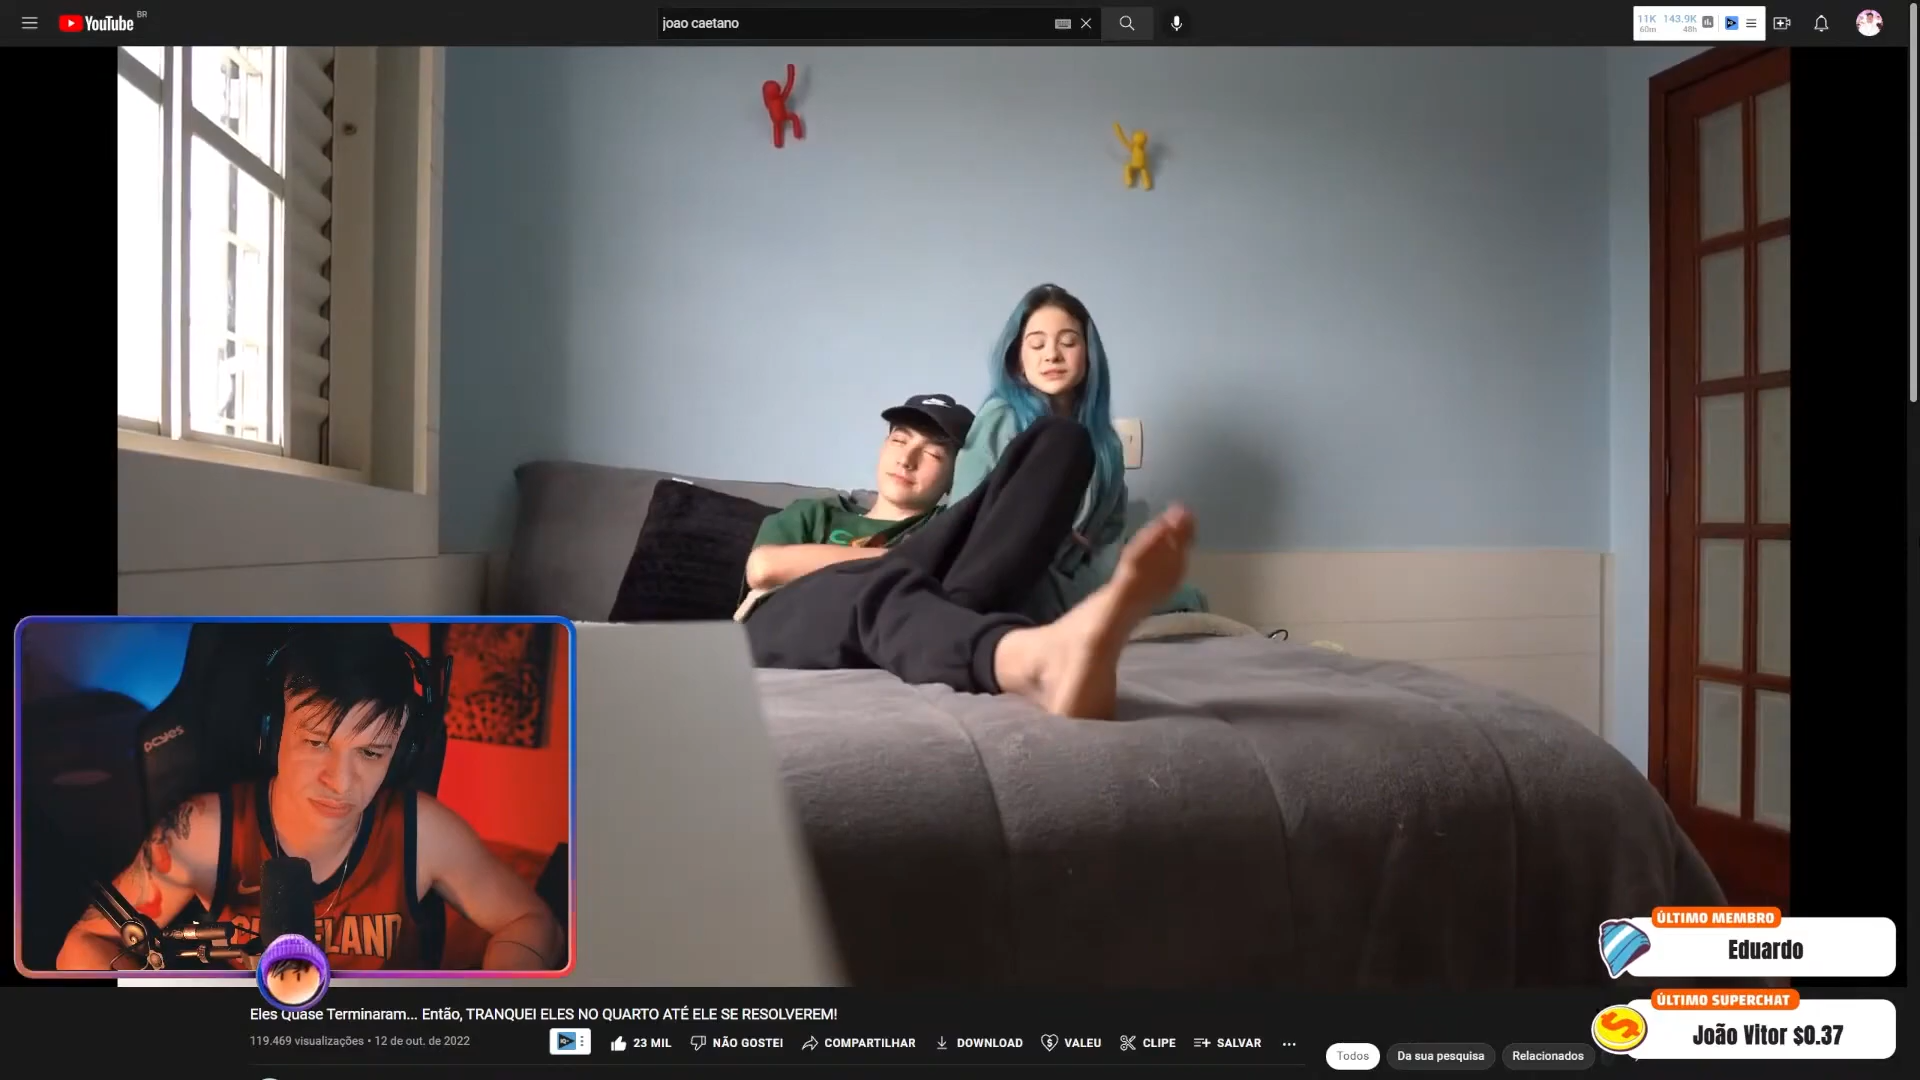 YouTube BR
joao caetano
11K 143.9K
60m 48h
pcyes
CLELAND
ÚLTIMO MEMBRO
Eduardo
ÚLTIMO SUPERCHAT
João Vitor $0.37
Eles Quase Terminaram... Então, TRANQUEI ELES NO QUARTO ATÉ ELE SE RESOLVEREM!
119.469 visualizações • 12 de out. de 2022
23 MIL
NÃO GOSTEI
COMPARTILHAR
DOWNLOAD
VALEU
CLIPE
SALVAR
Todos
Da sua pesquisa
Relacionados